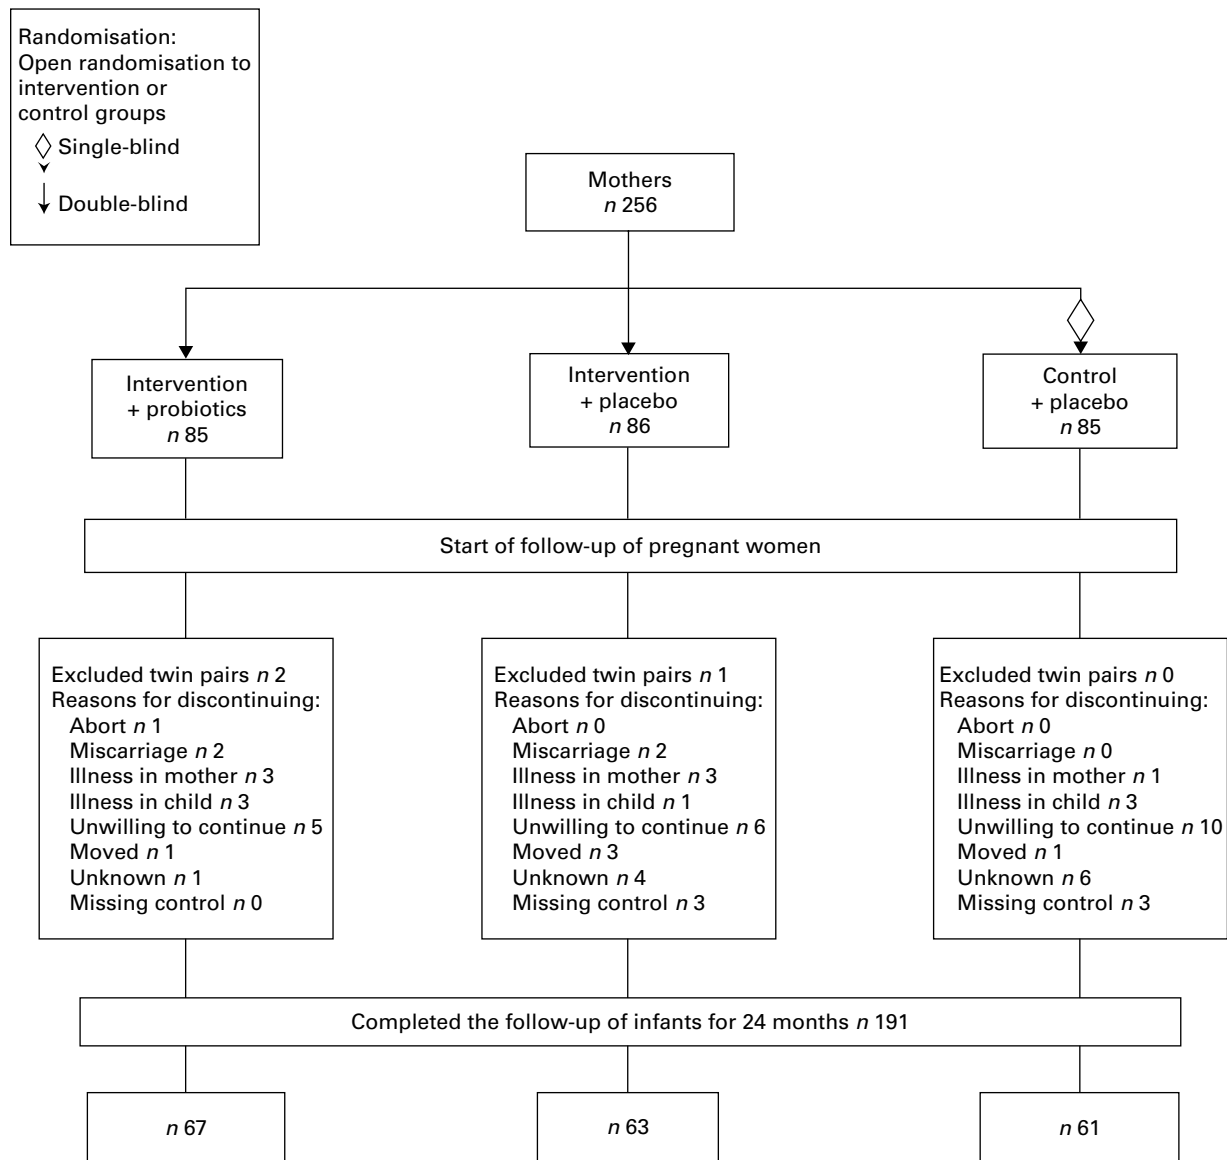 Randomisation:
Open randomisation to
intervention or
control groups
Single-blind
Double-blind
Mothers
n 256
Intervention
+ probiotics
n 85
Intervention
+ placebo
n 86
Control
+ placebo
n 85
Start of follow-up of pregnant women
Excluded twin pairs n 2
Reasons for discontinuing:
Abort n 1
Miscarriage n 2
Illness in mother n 3
Illness in child n 3
Unwilling to continue n 5
Moved n 1
Unknown n 1
Missing control n 0
Excluded twin pairs n 1
Reasons for discontinuing:
Abort n 0
Miscarriage n 2
Illness in mother n 3
Illness in child n 1
Unwilling to continue n 6
Moved n 3
Unknown n 4
Missing control n 3
Excluded twin pairs n 0
Reasons for discontinuing:
Abort n 0
Miscarriage n 0
Illness in mother n 1
Illness in child n 3
Unwilling to continue n 10
Moved n 1
Unknown n 6
Missing control n 3
Completed the follow-up of infants for 24 months n 191
n 67
n 63
n 61